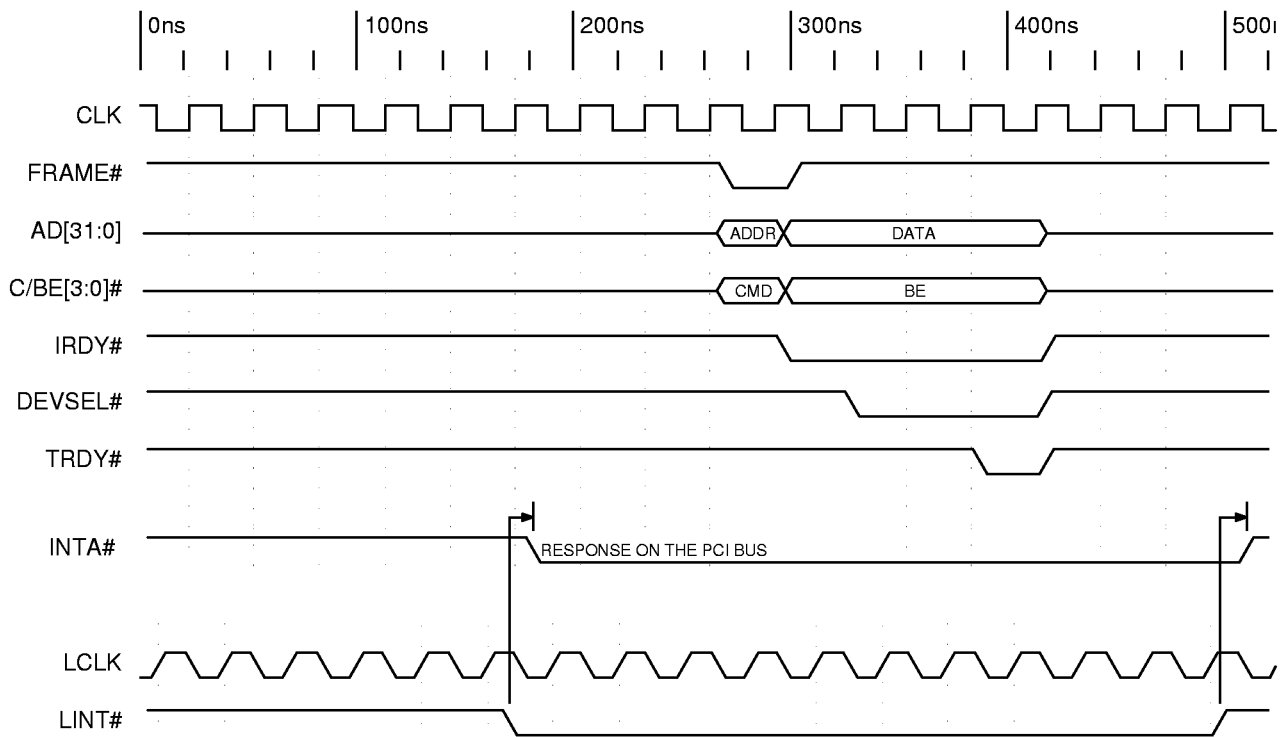 0ns 100ns 200ns 300ns 400ns 500
CLK
FRAME#
AD[31:0] ADDR DATA
C/BE[3:0]# CMD BE
IRDY#
DEVSEL#
TRDY#
INTA# RESPONSE ON THE PCI BUS
LCLK
LINT#